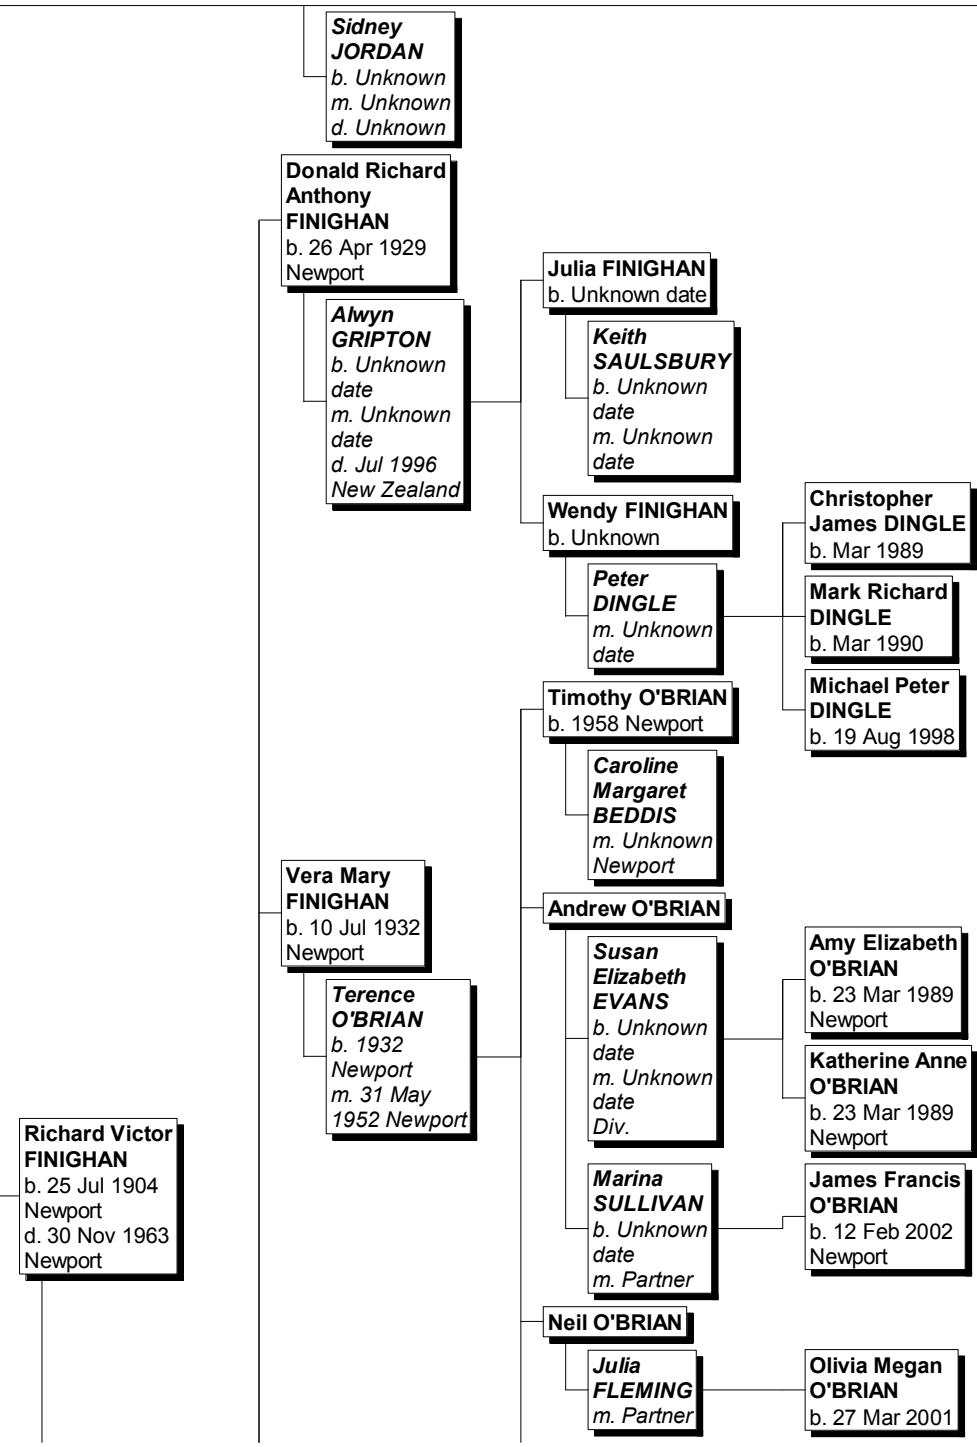 Sidney
JORDAN
b. Unknown
m. Unknown
d. Unknown
Donald Richard
Anthony
FINIGHAN
b. 26 Apr 1929
Newport
Alwyn
GRIPTON
b. Unknown
date
m. Unknown
date
d. Jul 1996
New Zealand
Julia FINIGHAN
b. Unknown date
Keith
SAULSBURY
b. Unknown
date
m. Unknown
date
Wendy FINIGHAN
b. Unknown
Peter
DINGLE
m. Unknown
date
Christopher
James DINGLE
b. Mar 1989
Mark Richard
DINGLE
b. Mar 1990
Michael Peter
DINGLE
b. 19 Aug 1998
Timothy O'BRIAN
b. 1958 Newport
Caroline
Margaret
BEDDIS
m. Unknown
Newport
Vera Mary
FINIGHAN
b. 10 Jul 1932
Newport
Terence
O'BRIAN
b. 1932
Newport
m. 31 May
1952 Newport
Andrew O'BRIAN
Susan
Elizabeth
EVANS
b. Unknown
date
m. Unknown
date
Div.
Amy Elizabeth
O'BRIAN
b. 23 Mar 1989
Newport
Katherine Anne
O'BRIAN
b. 23 Mar 1989
Newport
Richard Victor
FINIGHAN
b. 25 Jul 1904
Newport
d. 30 Nov 1963
Newport
Marina
SULLIVAN
b. Unknown
date
m. Partner
James Francis
O'BRIAN
b. 12 Feb 2002
Newport
Neil O'BRIAN
Julia
FLEMING
m. Partner
Olivia Megan
O'BRIAN
b. 27 Mar 2001